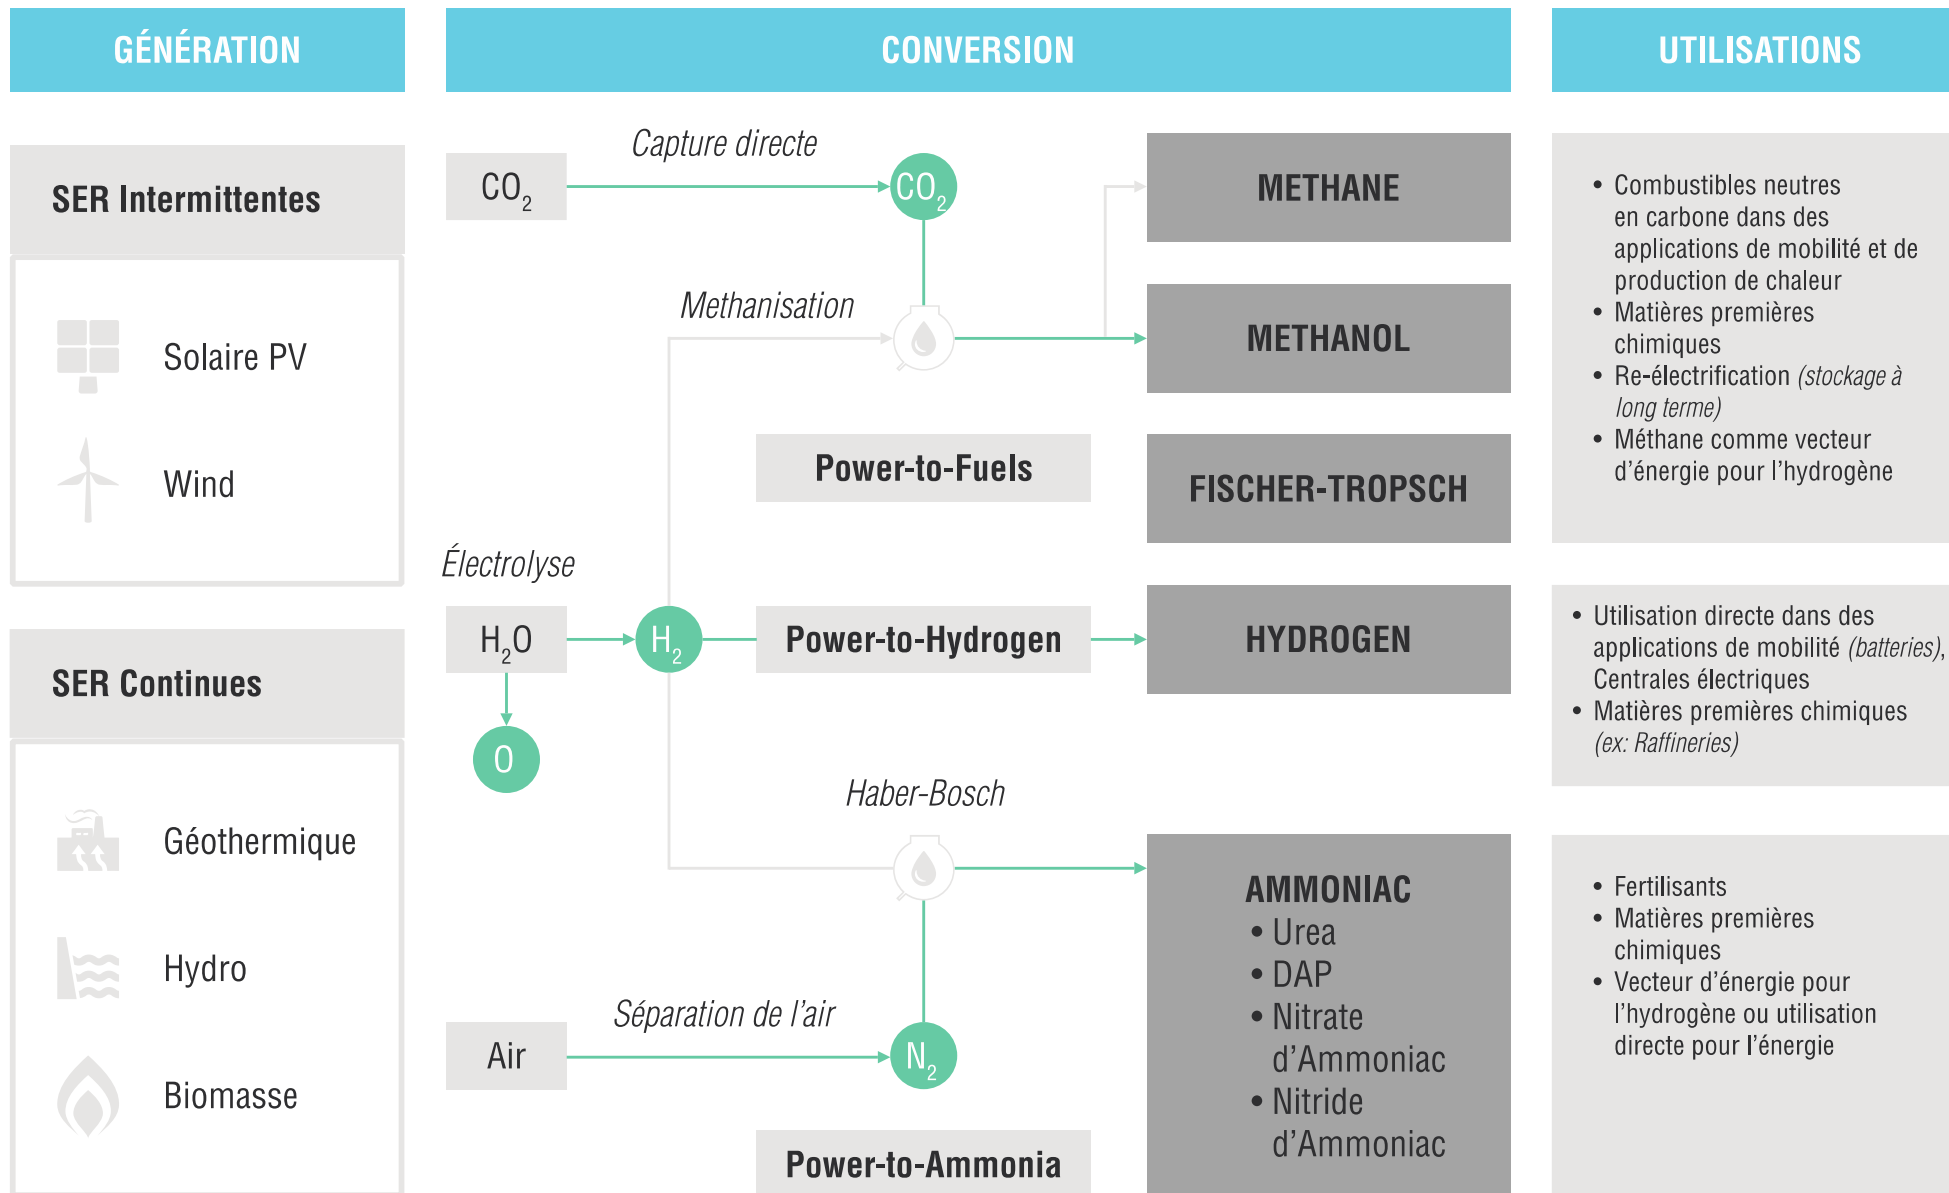 GÉNÉRATION
SER Intermittentes
Solaire PV
Wind
SER Continues
Géothermique
Hydro
Biomasse
CONVERSION
CO₂
Capture directe
CO₂
Methanisation
Power-to-Fuels
Électrolyse
H₂O
H₂
O
Power-to-Hydrogen
Haber-Bosch
Air
Séparation de l’air
N₂
Power-to-Ammonia
METHANE
METHANOL
FISCHER-TROPSCH
HYDROGEN
AMMONIAC
• Urea
• DAP
• Nitrate
d’Ammoniac
• Nitride
d’Ammoniac
UTILISATIONS
• Combustibles neutres
en carbone dans des
applications de mobilité et de
production de chaleur
• Matières premières
chimiques
• Re-électrification (stockage à
long terme)
• Méthane comme vecteur
d’énergie pour l’hydrogène
• Utilisation directe dans des
applications de mobilité (batteries),
Centrales électriques
• Matières premières chimiques
(ex: Raffineries)
• Fertilisants
• Matières premières
chimiques
• Vecteur d’énergie pour
l’hydrogène ou utilisation
directe pour l’énergie